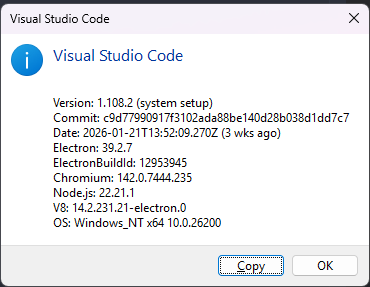 Visual Studio Code
Visual Studio Code
Version: 1.108.2 (system setup)
Commit: c9d77990917f3102ada88be140d28b038d1dd7c7
Date: 2026-01-21T13:52:09.270Z (3 wks ago)
Electron: 39.2.7
ElectronBuildId: 12953945
Chromium: 142.0.7444.235
Node.js: 22.21.1
V8: 14.2.231.21-electron.0
OS: Windows_NT x64 10.0.26200
Copy
OK